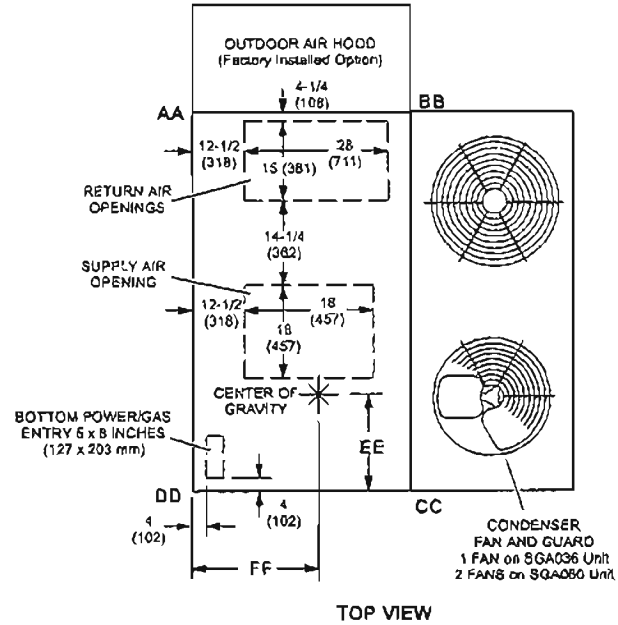 OUTDOOR AIR HOOD
(Factory Installed Option)
4-1/4
(108)
AA
BB
12-1/2
(318)
28
(711)
15 (381)
RETURN AIR
OPENINGS
14-1/4
(362)
SUPPLY AIR
OPENING
12-1/2
(318)
18
(457)
18
(457)
CENTER OF
GRAVITY
BOTTOM POWER/GAS
ENTRY 5 x 8 INCHES
(127 x 203 mm)
EE
DD
CC
4
(102)
4
(102)
FF
CONDENSER
FAN AND GUARD
1 FAN on SGA036 Unit
2 FANS on SGA060 Unit
TOP VIEW